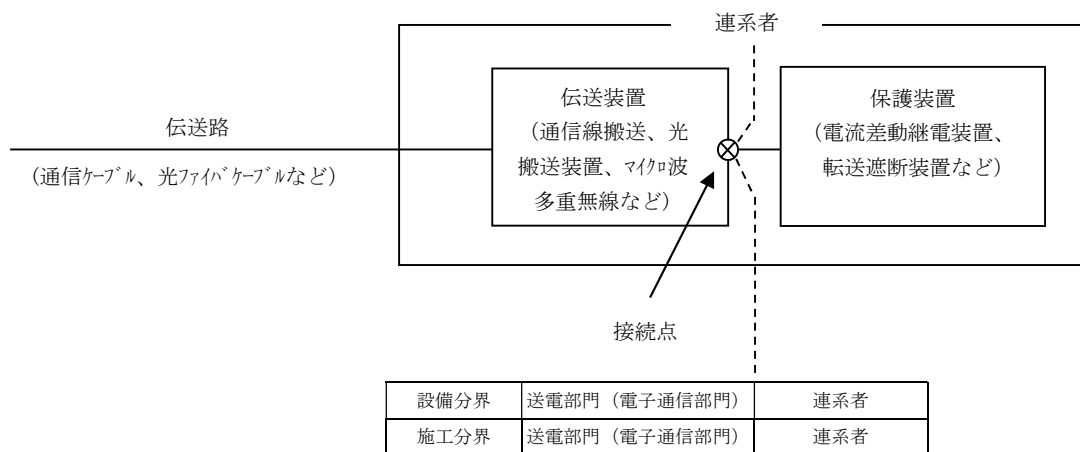 連系者
伝送路
(通信ｹｰﾌﾞﾙ、光ﾌｧｲﾊﾞｹｰﾌﾞﾙなど)
伝送装置
(通信線搬送、光
搬送装置、ﾏｲｸﾛ波
多重無線など)
保護装置
(電流差動継電装置、
転送遮断装置など)
接続点
設備分界 送電部門（電子通信部門） 連系者
施工分界 送電部門（電子通信部門） 連系者